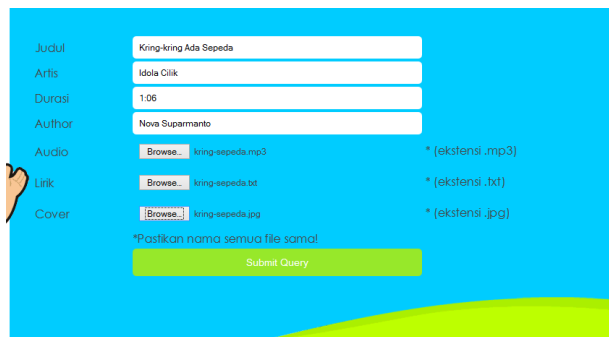 Judul Kring-kring Ada Sepeda
Artis Idola Cilik
Durasi 1:06
Author Nova Suparmanto
Audio Browse... kring-sepeda.mp3 * (ekstensi .mp3)
Lirik Browse... kring-sepeda.txt * (ekstensi .txt)
Cover Browse... kring-sepeda.jpg * (ekstensi .jpg)
*Pastikan nama semua file sama!
Submit Query